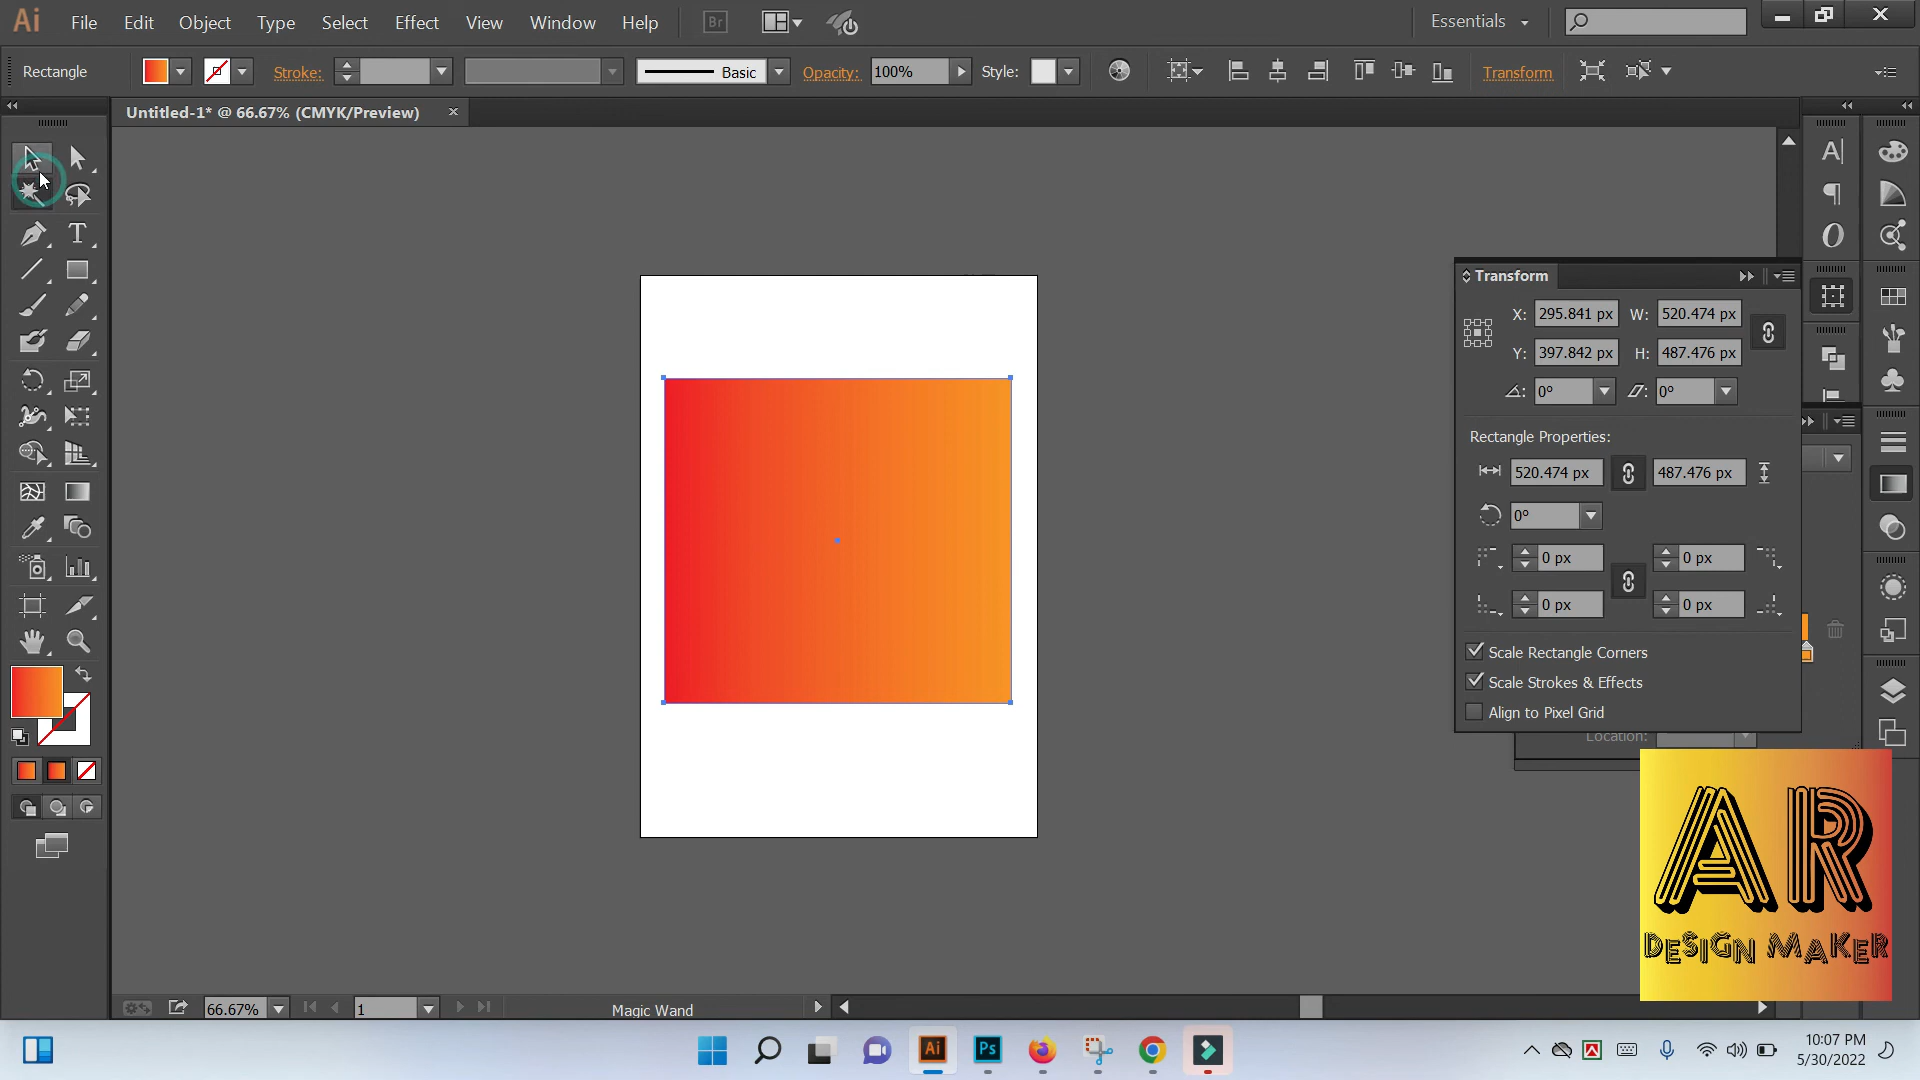 Ai File Edit Object Type Select Effect View Window Help Br Essentials
Rectangle Stroke: Basic Opacity: 100% Style: Transform
Untitled-1* @ 66.67% (CMYK/Preview)
Transform
X: 295.841 px W: 520.474 px
Y: 397.842 px H: 487.476 px
0° 0°
Rectangle Properties:
520.474 px 487.476 px
0°
0 px 0 px
0 px 0 px
Scale Rectangle Corners
Scale Strokes & Effects
Align to Pixel Grid
Location:
AR
DESIGN MAKER
66.67% 1 Magic Wand
Ai Ps
10:07 PM
5/30/2022